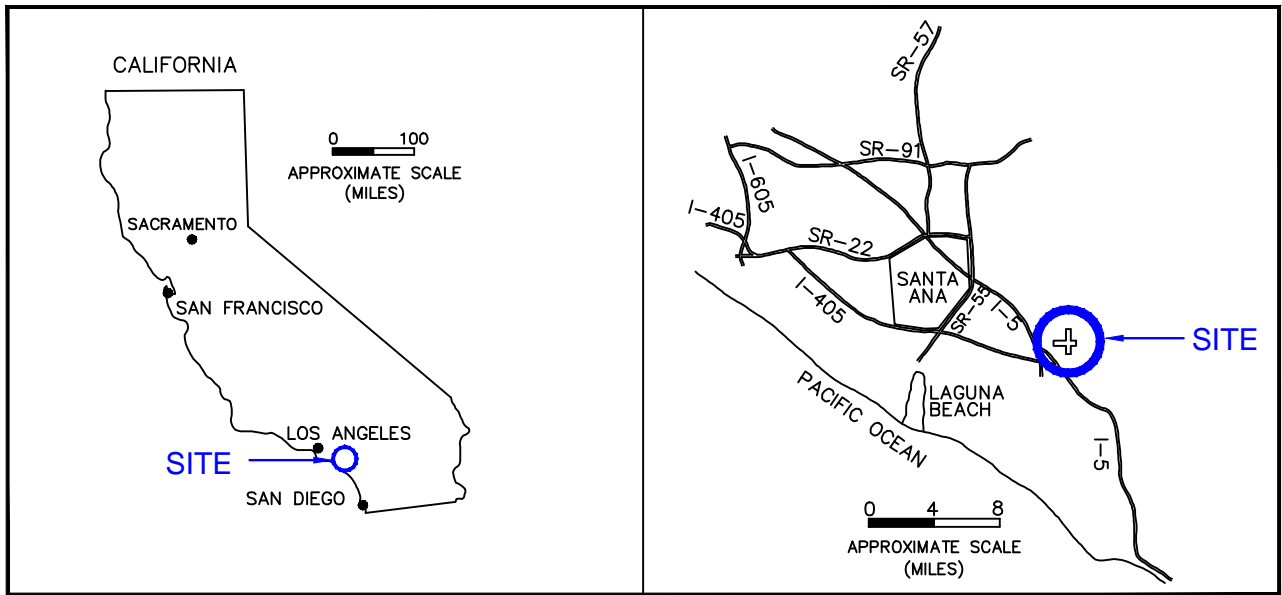 CALIFORNIA
0 100
APPROXIMATE SCALE
(MILES)
SACRAMENTO
SAN FRANCISCO
LOS ANGELES
SITE
SAN DIEGO
SR-57
SR-91
I-605
I-405
SR-22
SANTA
ANA
I-405
SR-55
I-5
SITE
LAGUNA
BEACH
PACIFIC OCEAN
I-5
0 4 8
APPROXIMATE SCALE
(MILES)